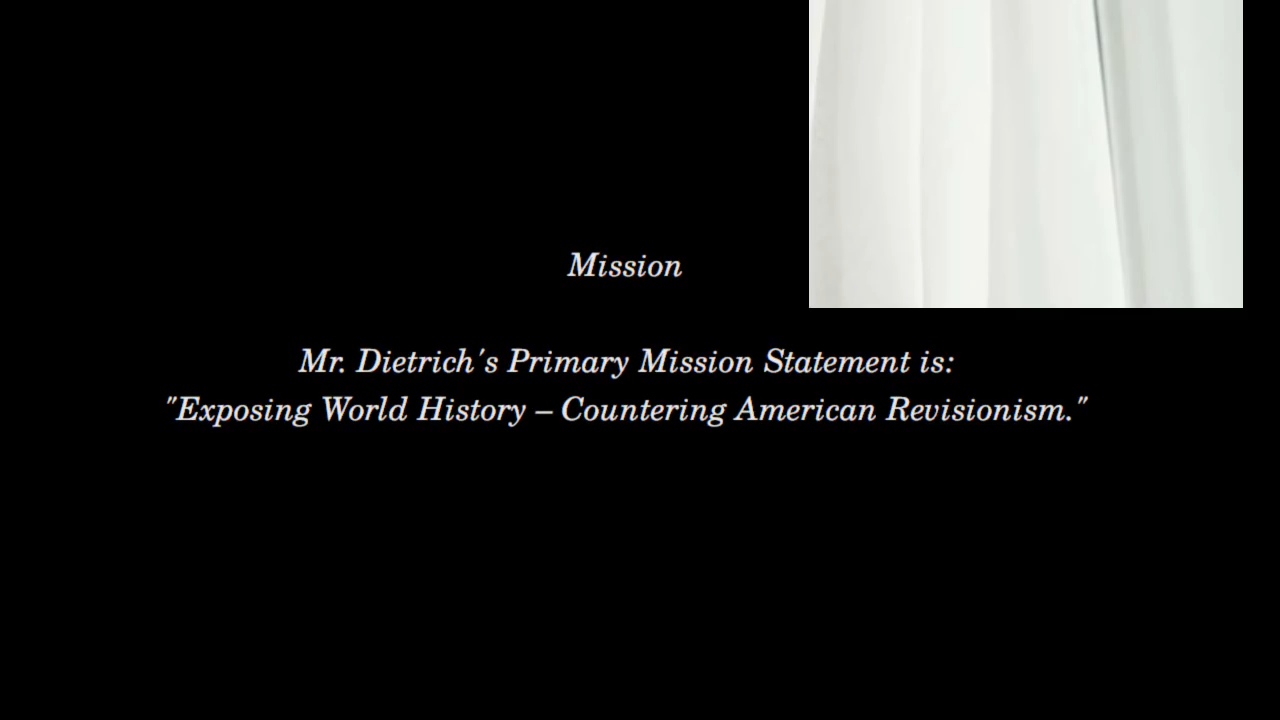 Mission
Mr. Dietrich's Primary Mission Statement is:
"Exposing World History – Countering American Revisionism."